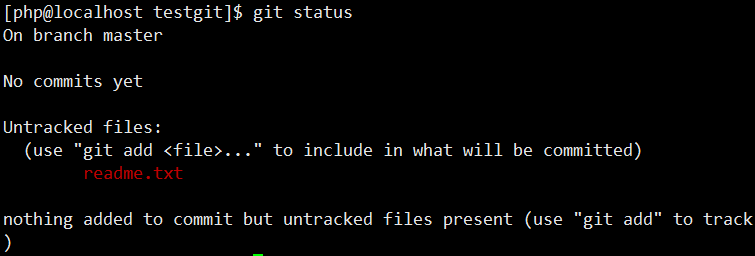 [php@localhost testgit]$ git status
On branch master
No commits yet
Untracked files:
(use "git add <file>..." to include in what will be committed)
readme.txt
nothing added to commit but untracked files present (use "git add" to track
)